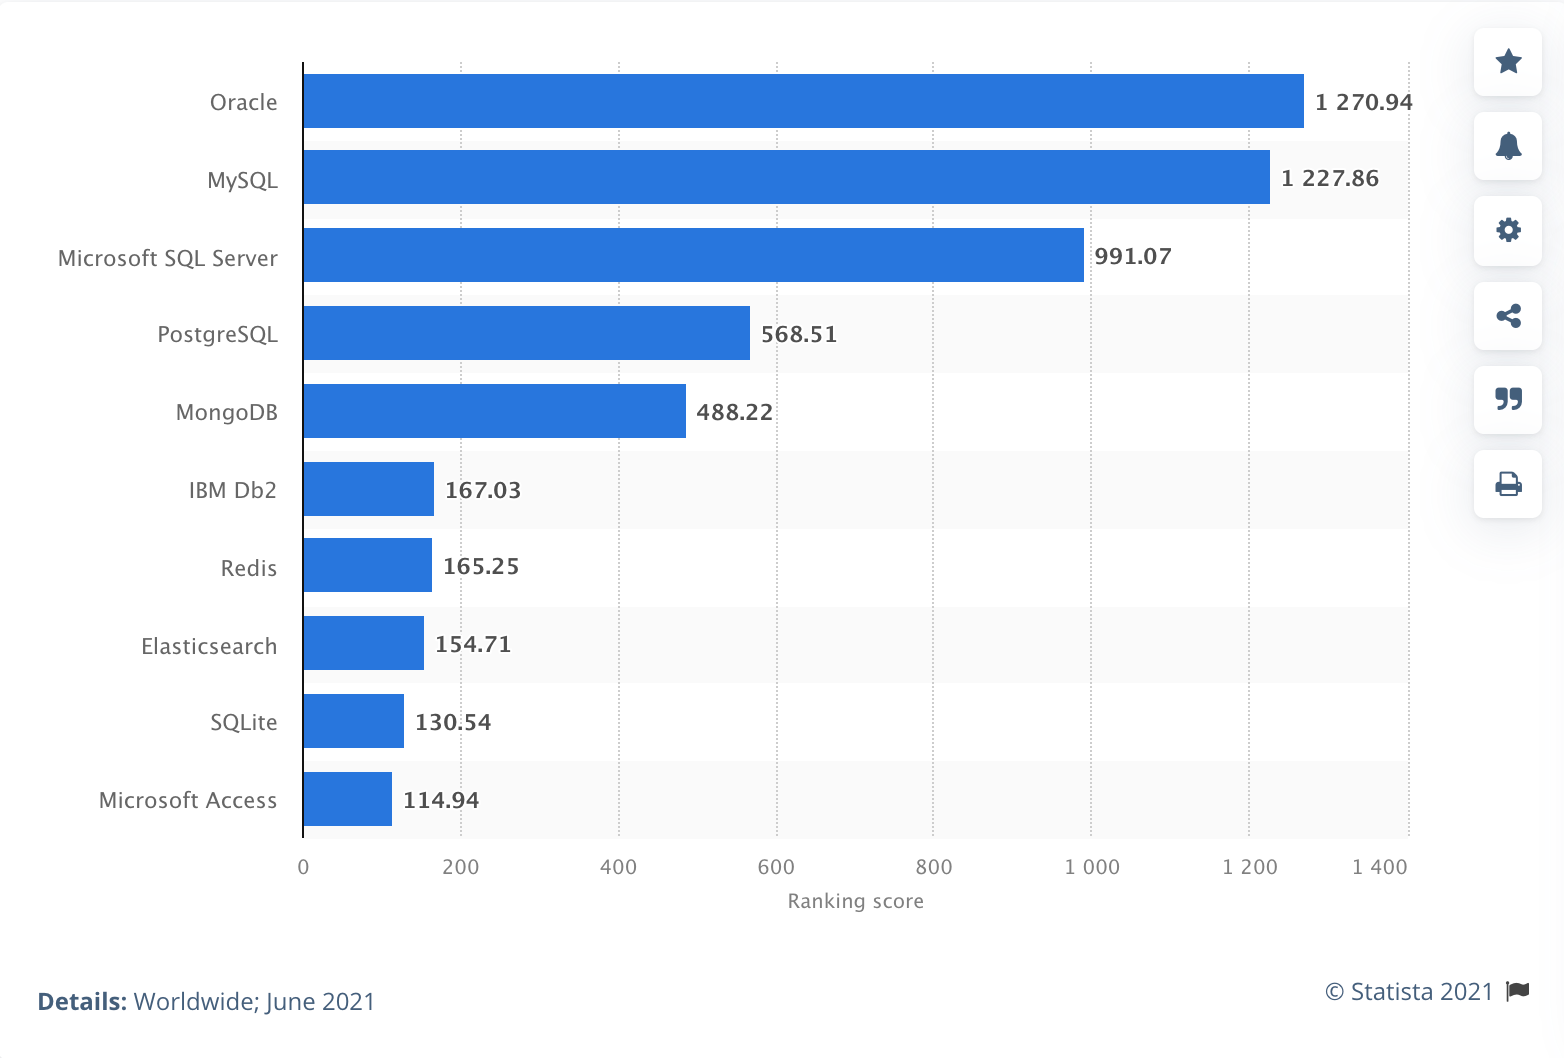 Oracle 1 270.94
MySQL 1 227.86
Microsoft SQL Server 991.07
PostgreSQL 568.51
MongoDB 488.22
IBM Db2 167.03
Redis 165.25
Elasticsearch 154.71
SQLite 130.54
Microsoft Access 114.94
0 200 400 600 800 1 000 1 200 1 400
Ranking score
Details: Worldwide; June 2021
© Statista 2021